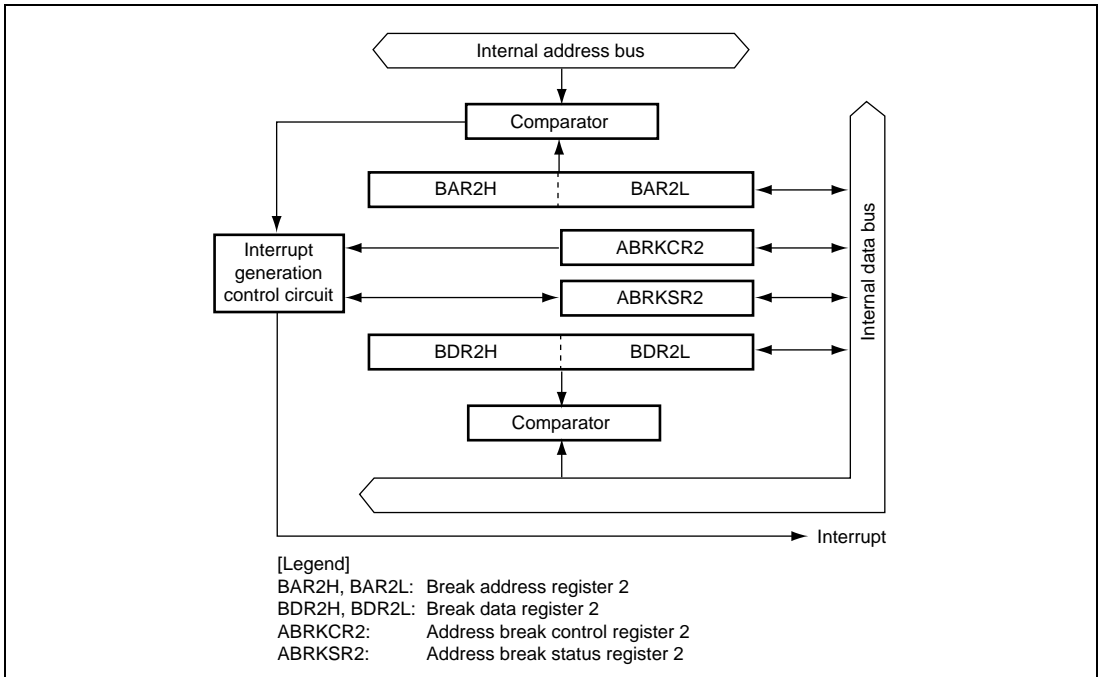 Internal address bus
Comparator
BAR2H BAR2L
Internal data bus
ABRKCR2
Interrupt
generation
control circuit
ABRKSR2
BDR2H BDR2L
Comparator
Interrupt
[Legend]
BAR2H, BAR2L: Break address register 2
BDR2H, BDR2L: Break data register 2
ABRKCR2: Address break control register 2
ABRKSR2: Address break status register 2